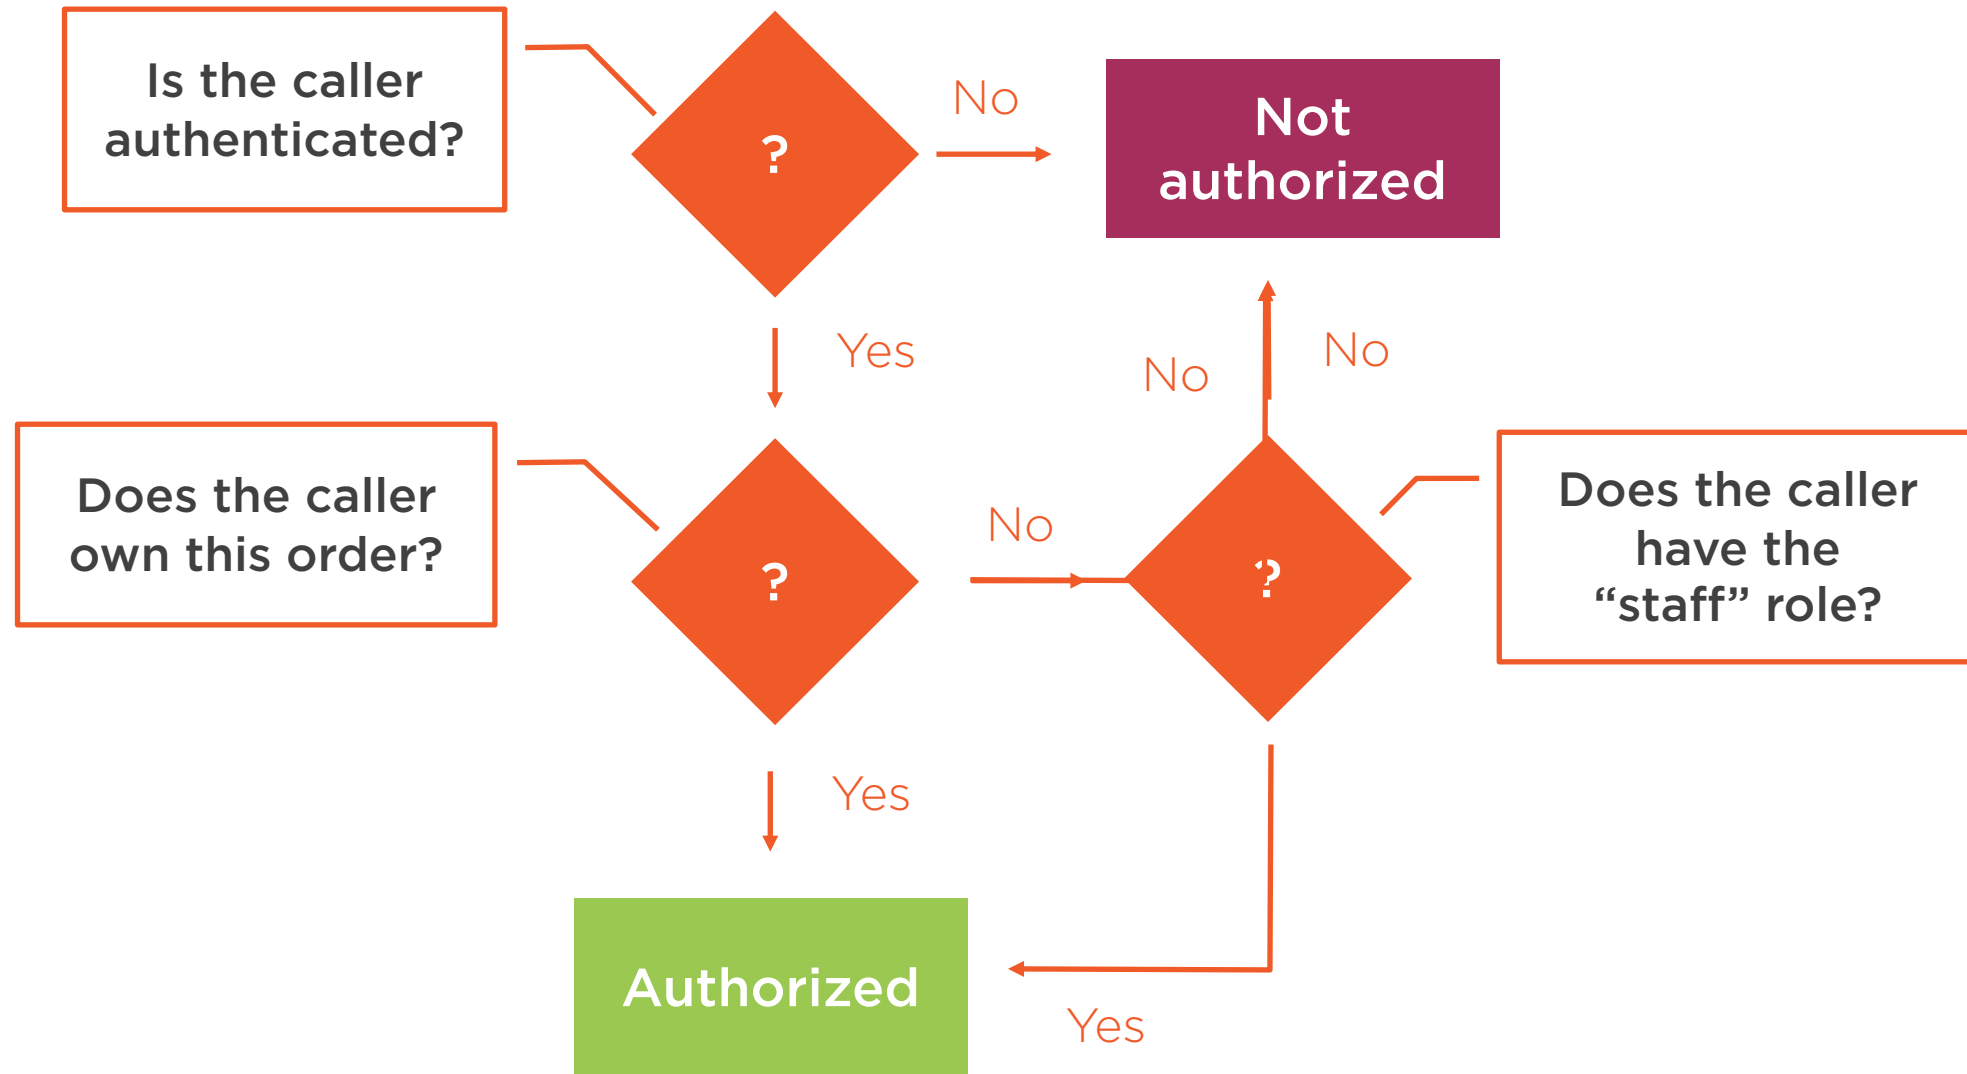 Is the caller
authenticated?
?
No
Not
authorized
Yes
No
No
Does the caller
own this order?
?
No
?
Does the caller
have the
“staff” role?
Yes
Authorized
Yes